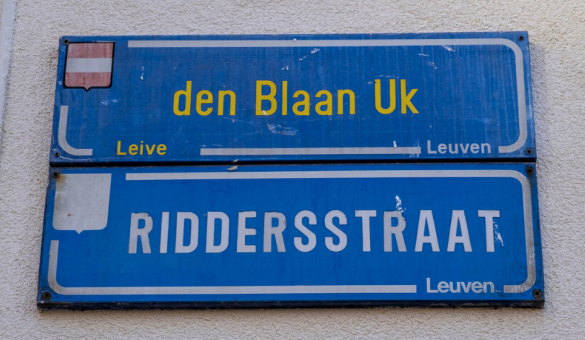 den Blaan Uk
Leive Leuven
RIDDERSSTRAAT
Leuven